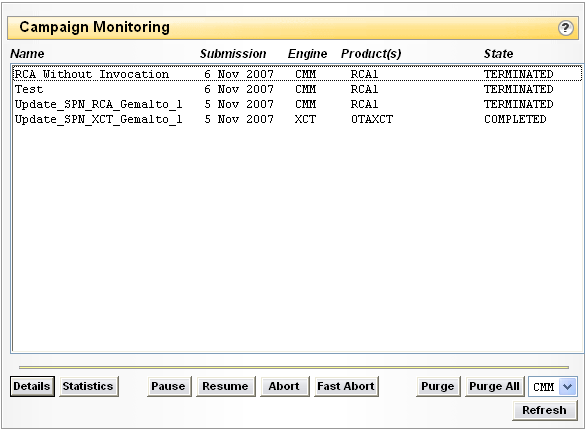 Campaign Monitoring ?
Name Submission Engine Product(s) State
RCA Without Invocation 6 Nov 2007 CMM RCA1 TERMINATED
Test 6 Nov 2007 CMM RCA1 TERMINATED
Update_SPN_RCA_Gemalto_1 5 Nov 2007 CMM RCA1 TERMINATED
Update_SPN_XCT_Gemalto_1 5 Nov 2007 XCT OTAXCT COMPLETED
Details Statistics Pause Resume Abort Fast Abort Purge Purge All CMM
Refresh